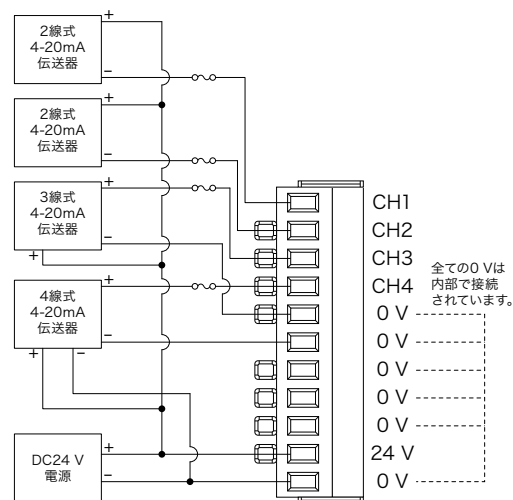 +
2線式
4-20mA
伝送器
−
+
2線式
4-20mA
伝送器
−
+
3線式
4-20mA
伝送器
−
+
+
4線式
4-20mA
伝送器
−
+ −
+
DC24 V
電源
−
CH1
CH2
CH3
CH4
0 V
0 V
0 V
0 V
0 V
24 V
0 V
全ての0 Vは
内部で接続
されています。